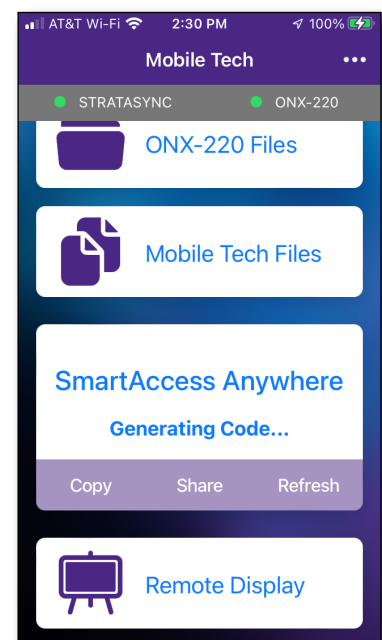 AT&T Wi-Fi 2:30 PM 100%
Mobile Tech
STRATASYNC ONX-220
ONX-220 Files
Mobile Tech Files
SmartAccess Anywhere
Generating Code...
Copy Share Refresh
Remote Display